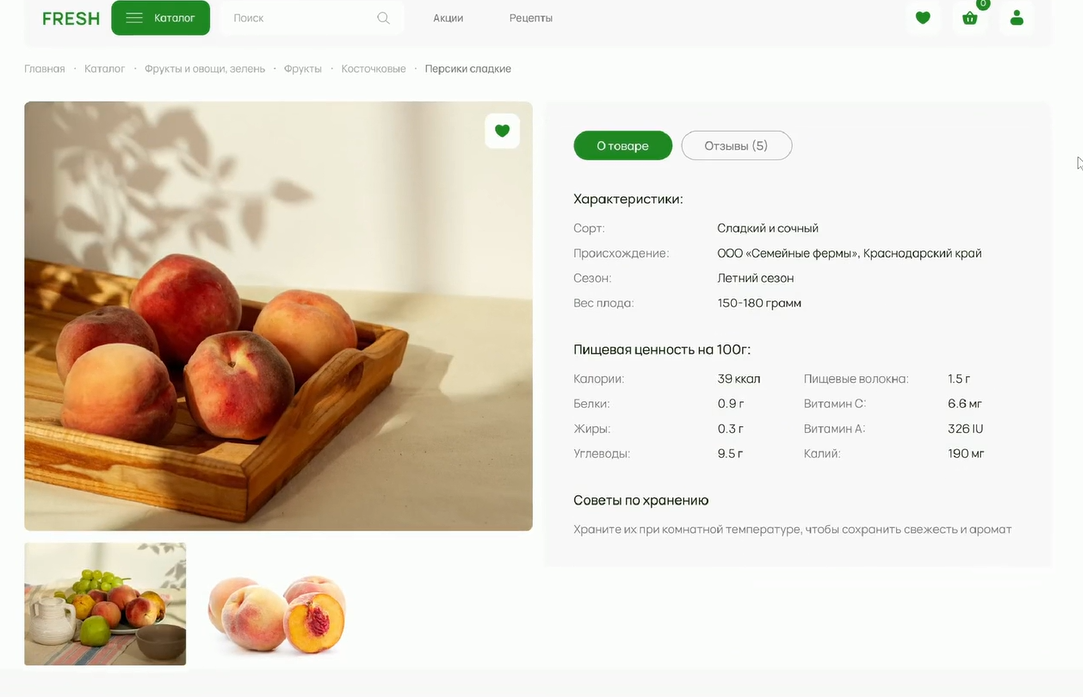 FRESH Каталог Поиск Акции Рецепты 0
Главная · Каталог · Фрукты и овощи, зелень · Фрукты · Косточковые · Персики сладкие
О товаре Отзывы (5)
Характеристики:
Сорт: Сладкий и сочный
Происхождение: ООО «Семейные фермы», Краснодарский край
Сезон: Летний сезон
Вес плода: 150-180 грамм
Пищевая ценность на 100г:
Калории: 39 ккал Пищевые волокна: 1.5 г
Белки: 0.9 г Витамин C: 6.6 мг
Жиры: 0.3 г Витамин A: 326 IU
Углеводы: 9.5 г Калий: 190 мг
Советы по хранению
Храните их при комнатной температуре, чтобы сохранить свежесть и аромат